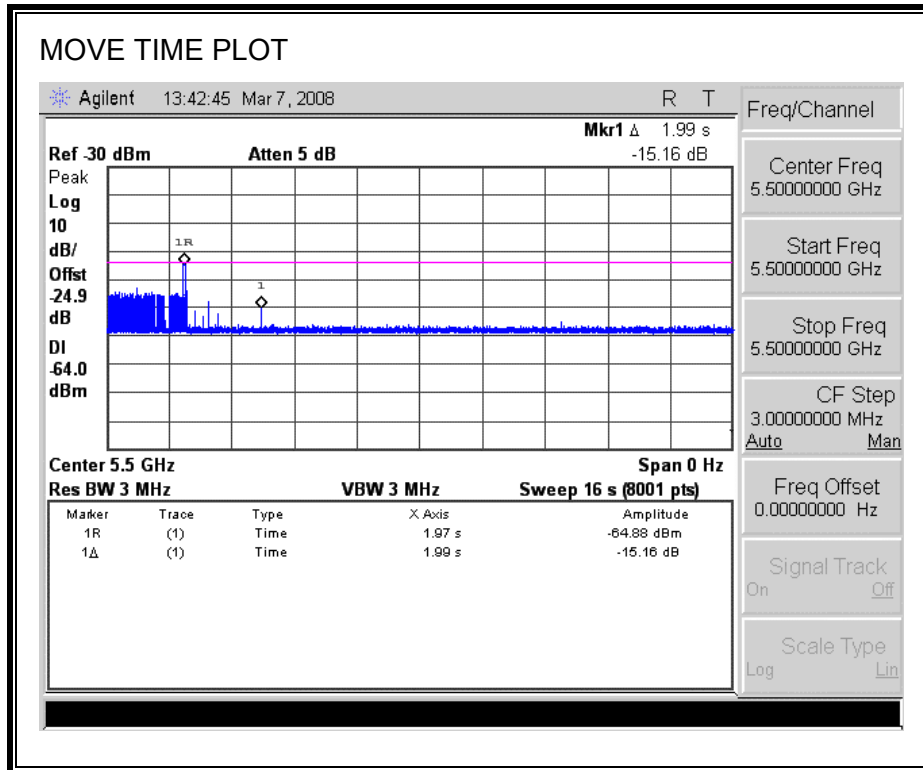 MOVE TIME PLOT
Agilent 13:42:45 Mar 7, 2008 R T
Mkr1 Δ 1.99 s
Ref -30 dBm Atten 5 dB -15.16 dB
Peak
Log
10
dB/
Offst
-24.9
dB
DI
-64.0
dBm
1R
1
Center 5.5 GHz Span 0 Hz
Res BW 3 MHz VBW 3 MHz Sweep 16 s (8001 pts)
Marker Trace Type X Axis Amplitude
1R (1) Time 1.97 s -64.88 dBm
1Δ (1) Time 1.99 s -15.16 dB
Freq/Channel
Center Freq
5.50000000 GHz
Start Freq
5.50000000 GHz
Stop Freq
5.50000000 GHz
CF Step
3.00000000 MHz
Auto Man
Freq Offset
0.00000000 Hz
Signal Track
On Off
Scale Type
Log Lin